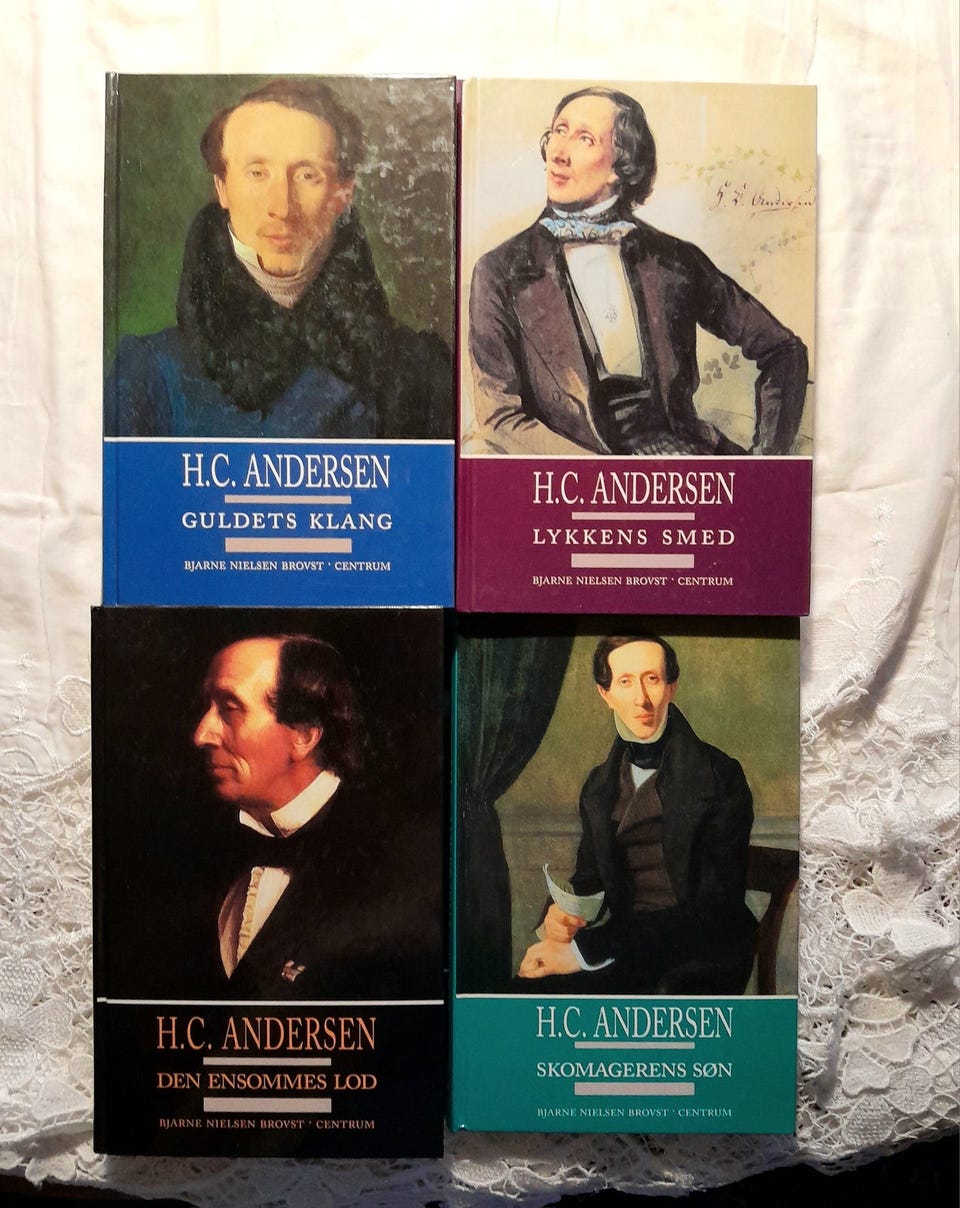 H.C. ANDERSEN
GULDETS KLANG
BJARNE NIELSEN BROVST · CENTRUM
H. C. Andersen
H.C. ANDERSEN
LYKKENS SMED
BJARNE NIELSEN BROVST · CENTRUM
H.C. ANDERSEN
DEN ENSOMMES LOD
BJARNE NIELSEN BROVST · CENTRUM
H.C. ANDERSEN
SKOMAGERENS SØN
BJARNE NIELSEN BROVST · CENTRUM